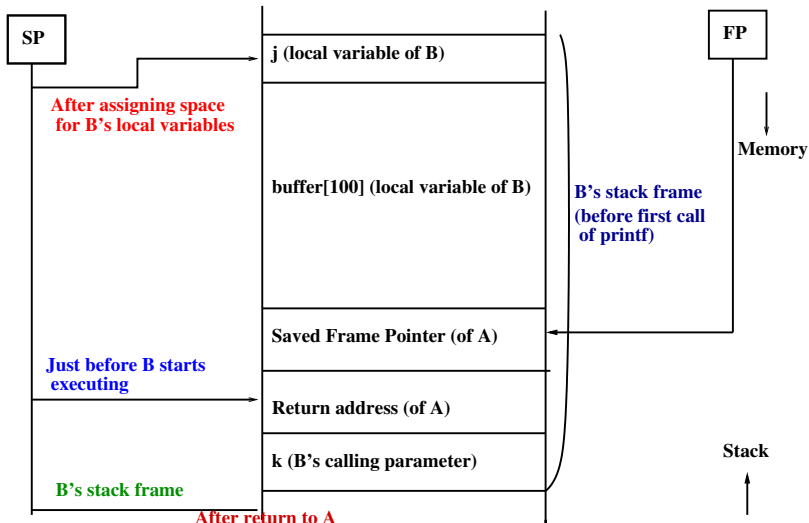 SP
j (local variable of B)
FP
After assigning space
for B's local variables
Memory
buffer[100] (local variable of B)
B's stack frame
(before first call
of printf)
Saved Frame Pointer (of A)
Just before B starts
executing
Return address (of A)
k (B's calling parameter)
Stack
B's stack frame
After return to A